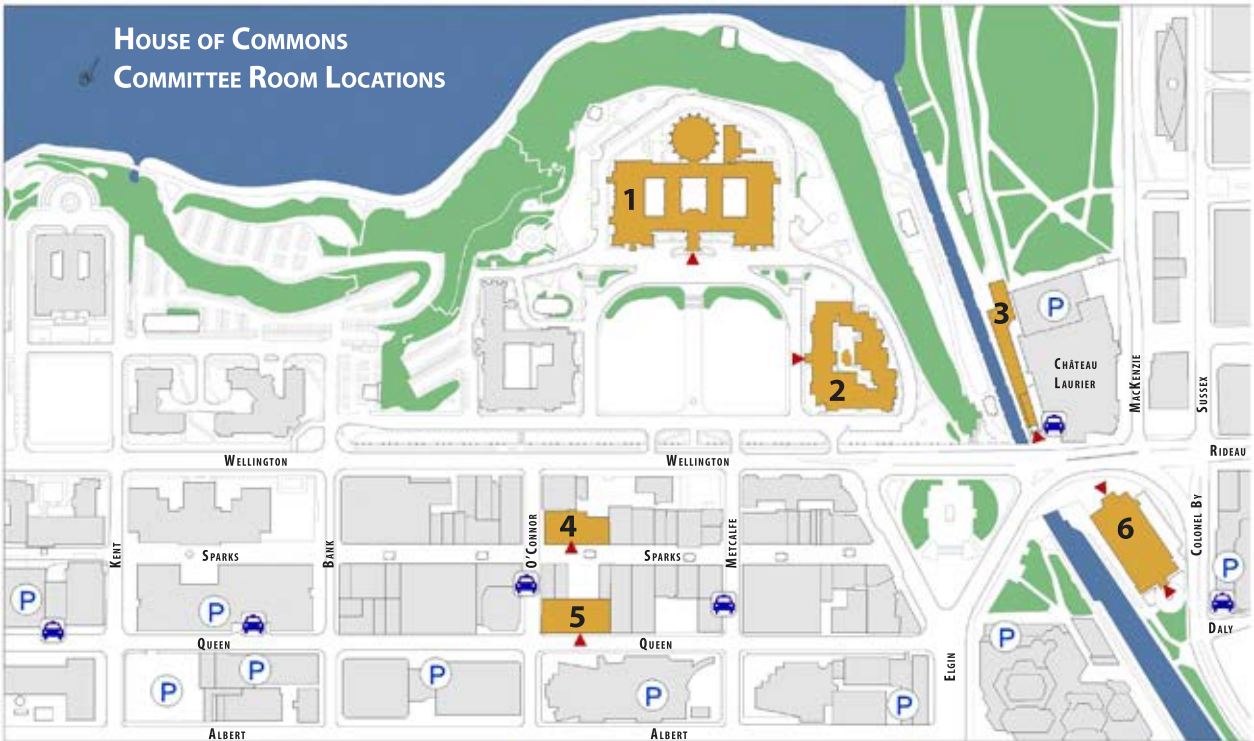 House of Commons
Committee Room Locations
1
2
3
P
Château
Laurier
MacKenzie
Sussex
Wellington
Wellington
Rideau
Kent
Sparks
Bank
O'Connor
4
Sparks
Metcalfe
6
Colonel By
P
P
P
5
Queen
Queen
Elgin
P
Daly
P
P
P
P
P
Albert
Albert